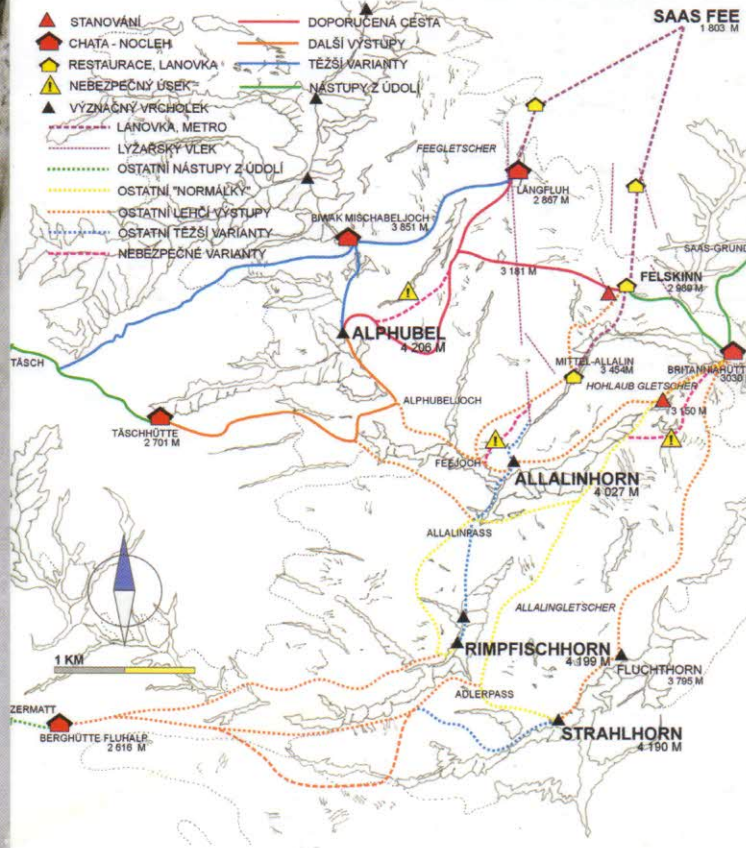 STANOVÁNÍ
CHATA - NOCLEH
RESTAURACE, LANOVKA
NEBEZPEČNÝ ÚSEK
VÝZNAČNÝ VRCHOLEK
DOPORUČENÁ CESTA
DALŠÍ VÝSTUPY
TĚŽŠÍ VARIANTY
NÁSTUPY Z ÚDOLÍ
LANOVKA, METRO
LYŽAŘSKÝ VLEK
OSTATNÍ NÁSTUPY Z ÚDOLÍ
OSTATNÍ "NORMÁLKY"
OSTATNÍ LEHČÍ VÝSTUPY
OSTATNÍ TĚŽŠÍ VARIANTY
NEBEZPEČNÉ VARIANTY
SAAS FEE
1 803 M
FEEGLETSCHER
LÄNGFLUH
2 867 M
BIWAK MISCHABELJOCH
3 851 M
SAAS-GRUND
3 181 M
FELSKINN
2 989 M
ALPHUBEL
4 206 M
TÄSCH
MITTEL-ALLALIN
3 454M
BRITANNIAHÜTTE
3030
HOHLAUB GLETSCHER
3 150 M
ALPHUBELJOCH
TÄSCHHÜTTE
2 701 M
FEEJOCH
ALLALINHORN
4 027 M
ALLALINPASS
1 KM
ALLALINGLETSCHER
RIMPFISCHHORN
4 199 M
FLUCHTHORN
3 795 M
ADLERPASS
ZERMATT
BERGHÜTTE FLUHALP
2 616 M
STRAHLHORN
4 190 M